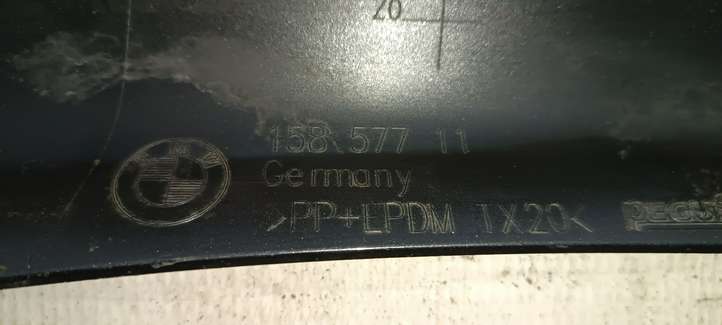 20
158 577 11
Germany
>PP+EPDM TX20<